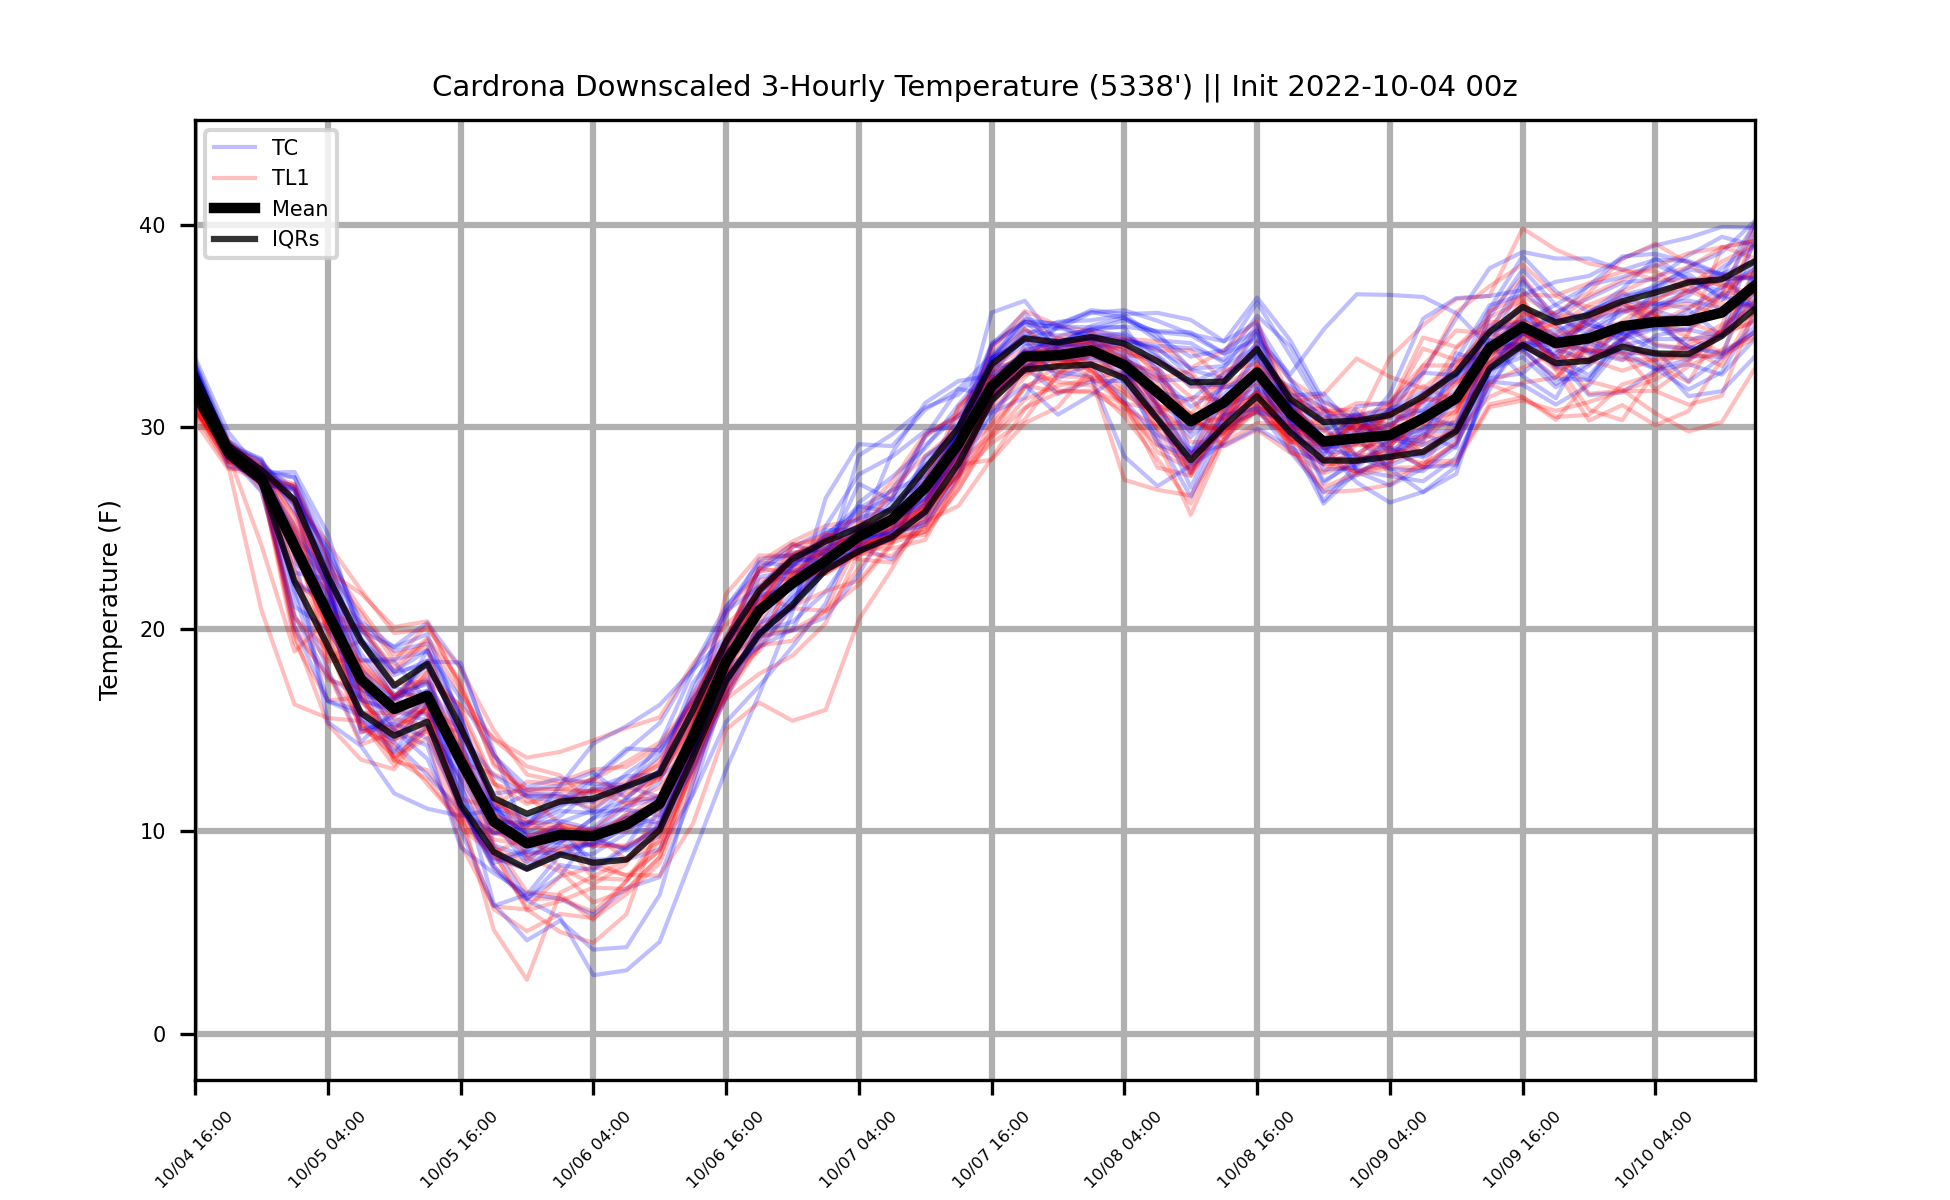 Cardrona Downscaled 3-Hourly Temperature (5338') || Init 2022-10-04 00z
TC
TL1
Mean
IQRs
Temperature (F)
40
30
20
10
0
10/04 16:00
10/05 04:00
10/05 16:00
10/06 04:00
10/06 16:00
10/07 04:00
10/07 16:00
10/08 04:00
10/08 16:00
10/09 04:00
10/09 16:00
10/10 04:00